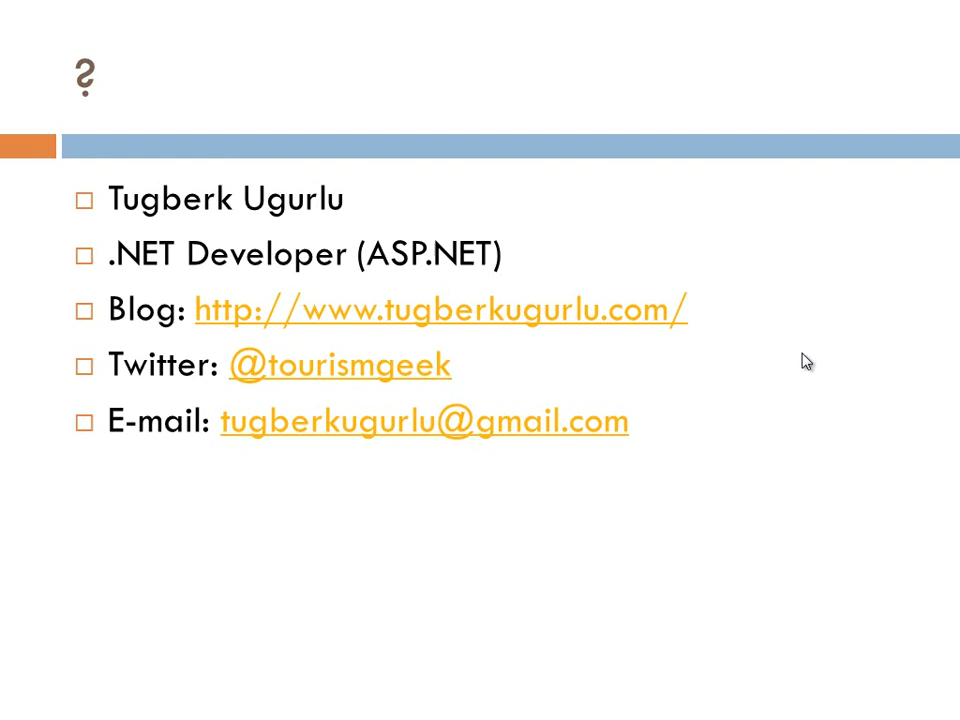 ?
Tugberk Ugurlu
.NET Developer (ASP.NET)
Blog: http://www.tugberkugurlu.com/
Twitter: @tourismgeek
E-mail: tugberkugurlu@gmail.com